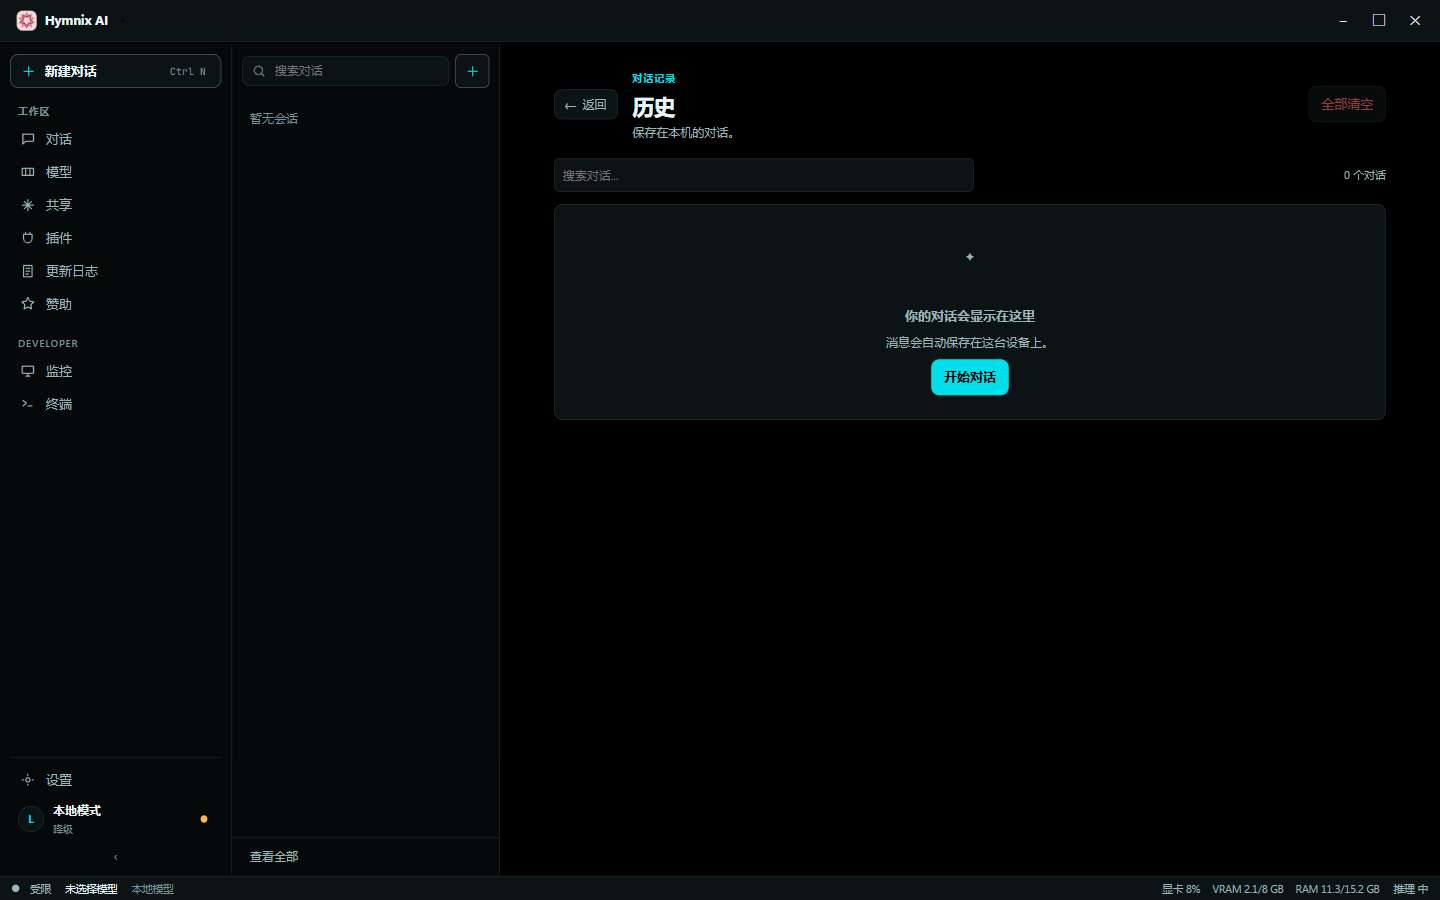 Hymnix AI
新建对话 Ctrl N
工作区
对话
模型
共享
插件
更新日志
赞助
DEVELOPER
监控
终端
设置
L
本地模式
降级
搜索对话
暂无会话
查看全部
对话记录
← 返回
历史
保存在本机的对话。
全部清空
搜索对话...
0 个对话
你的对话会显示在这里
消息会自动保存在这台设备上。
开始对话
受限 未选择模型 本地模型
显卡 8% VRAM 2.1/8 GB RAM 11.3/15.2 GB 推理 中